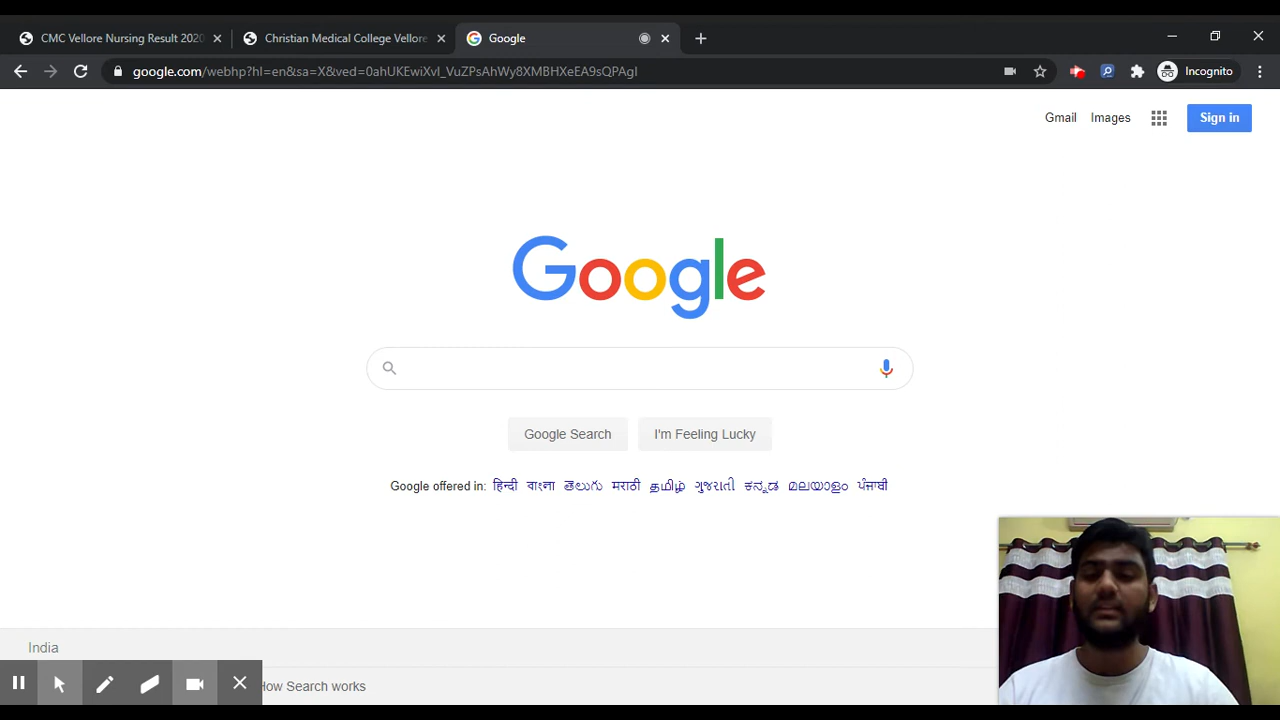 CMC Vellore Nursing Result 2020
Christian Medical College Vellore
Google
google.com/webhp?hl=en&sa=X&ved=0ahUKEwiXvI_VuZPsAhWy8XMBHXeEA9sQPAgI
Incognito
Gmail Images Sign in
Google
Google Search I'm Feeling Lucky
Google offered in: हिन्दी বাংলা తెలుగు मराठी தமிழ் ગુજરાતી ಕನ್ನಡ മലയാളം ਪੰਜਾਬੀ
India
How Search works